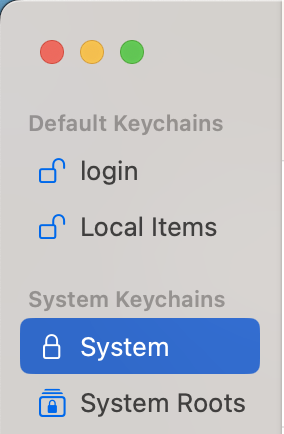 Default Keychains
login
Local Items
System Keychains
System
System Roots